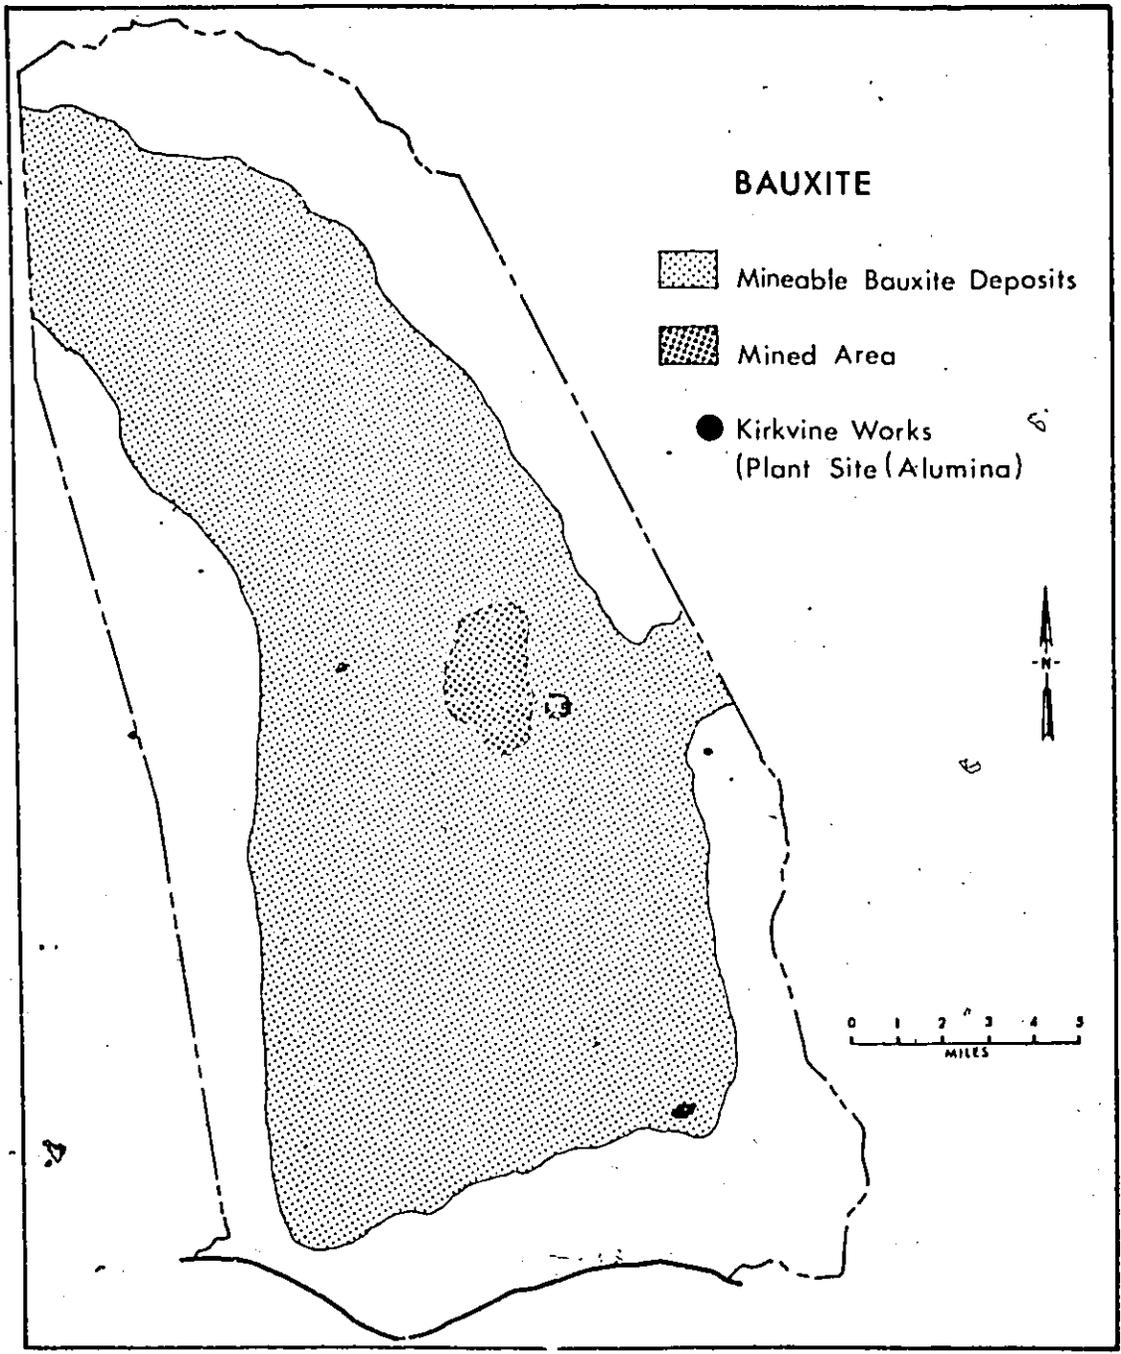 BAUXITE
Mineable Bauxite Deposits
Mined Area
Kirkvine Works
(Plant Site (Alumina)
-N-
0 1 2 3 4 5
MILES